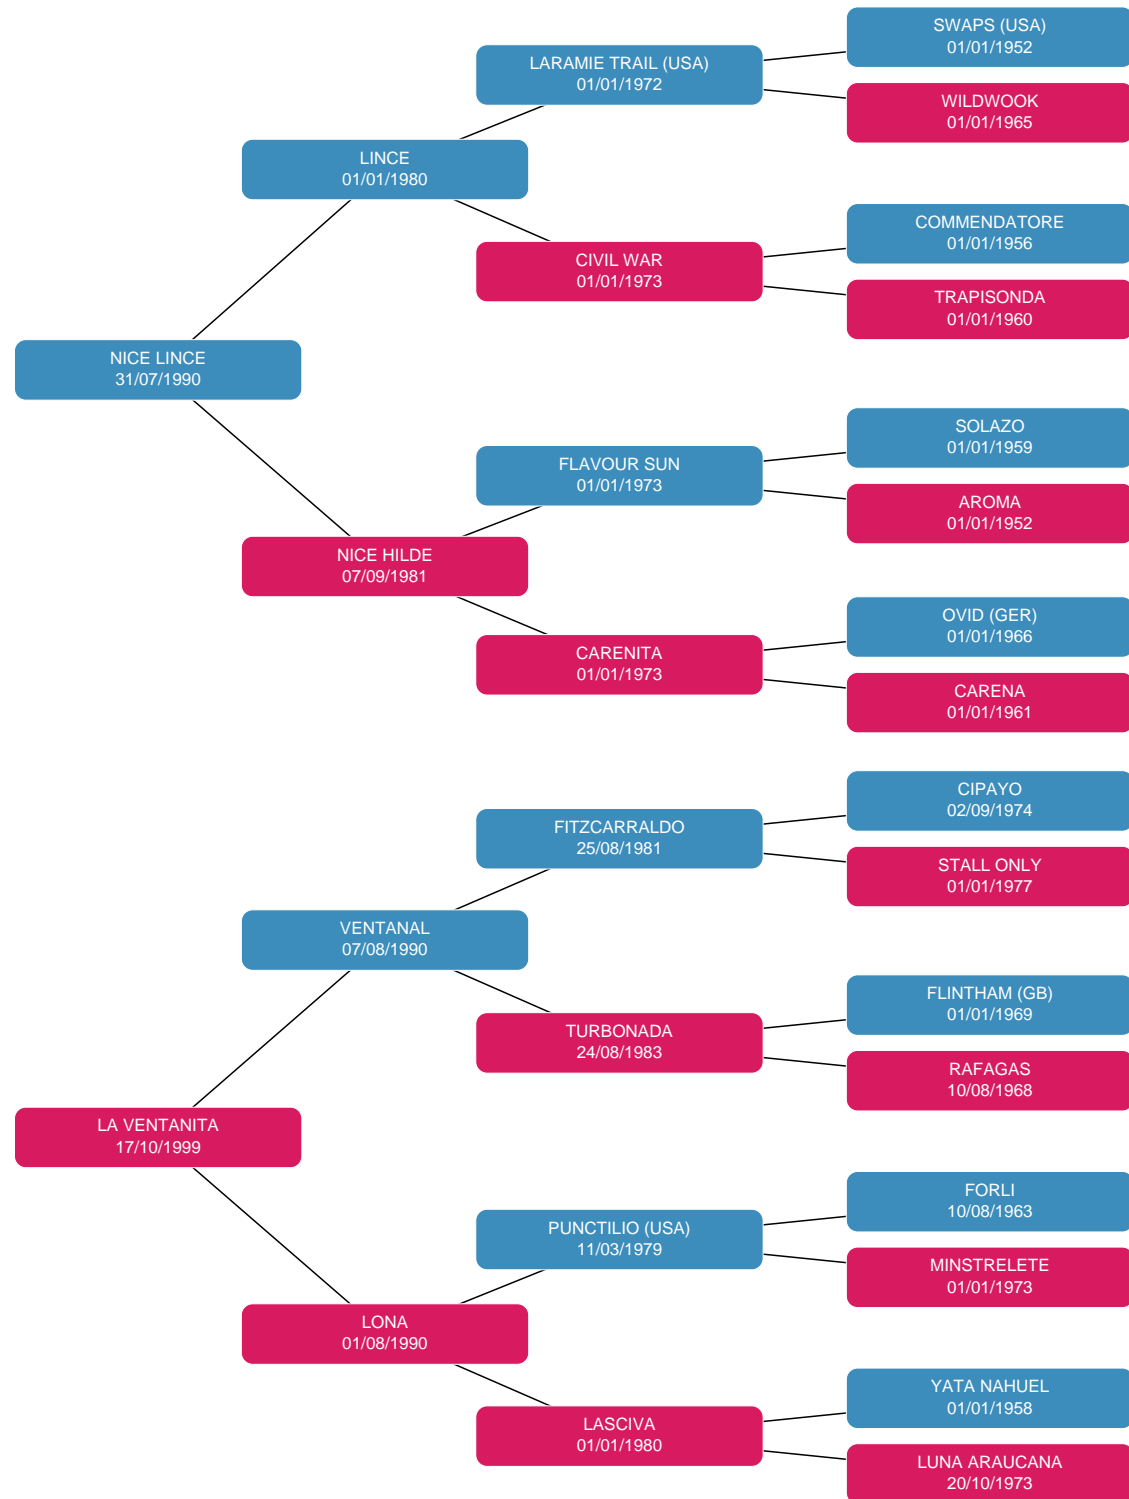 SWAPS (USA)
01/01/1952
LARAMIE TRAIL (USA)
01/01/1972
WILDWOOK
01/01/1965
LINCE
01/01/1980
COMMENDATORE
01/01/1956
CIVIL WAR
01/01/1973
TRAPISONDA
01/01/1960
NICE LINCE
31/07/1990
SOLAZO
01/01/1959
FLAVOUR SUN
01/01/1973
AROMA
01/01/1952
NICE HILDE
07/09/1981
OVID (GER)
01/01/1966
CARENITA
01/01/1973
CARENA
01/01/1961
CIPAYO
02/09/1974
FITZCARRALDO
25/08/1981
STALL ONLY
01/01/1977
VENTANAL
07/08/1990
FLINTHAM (GB)
01/01/1969
TURBONADA
24/08/1983
RAFAGAS
10/08/1968
LA VENTANITA
17/10/1999
FORLI
10/08/1963
PUNCTILIO (USA)
11/03/1979
MINSTRELETE
01/01/1973
LONA
01/08/1990
YATA NAHUEL
01/01/1958
LASCIVA
01/01/1980
LUNA ARAUCANA
20/10/1973